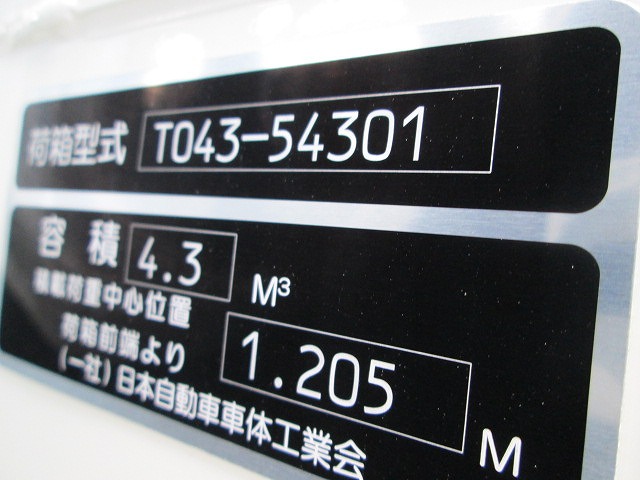 荷箱型式 TO43-54301
容積 4.3 M³
積載荷重中心位置
荷箱前端より 1.205 M
(一社)日本自動車車体工業会